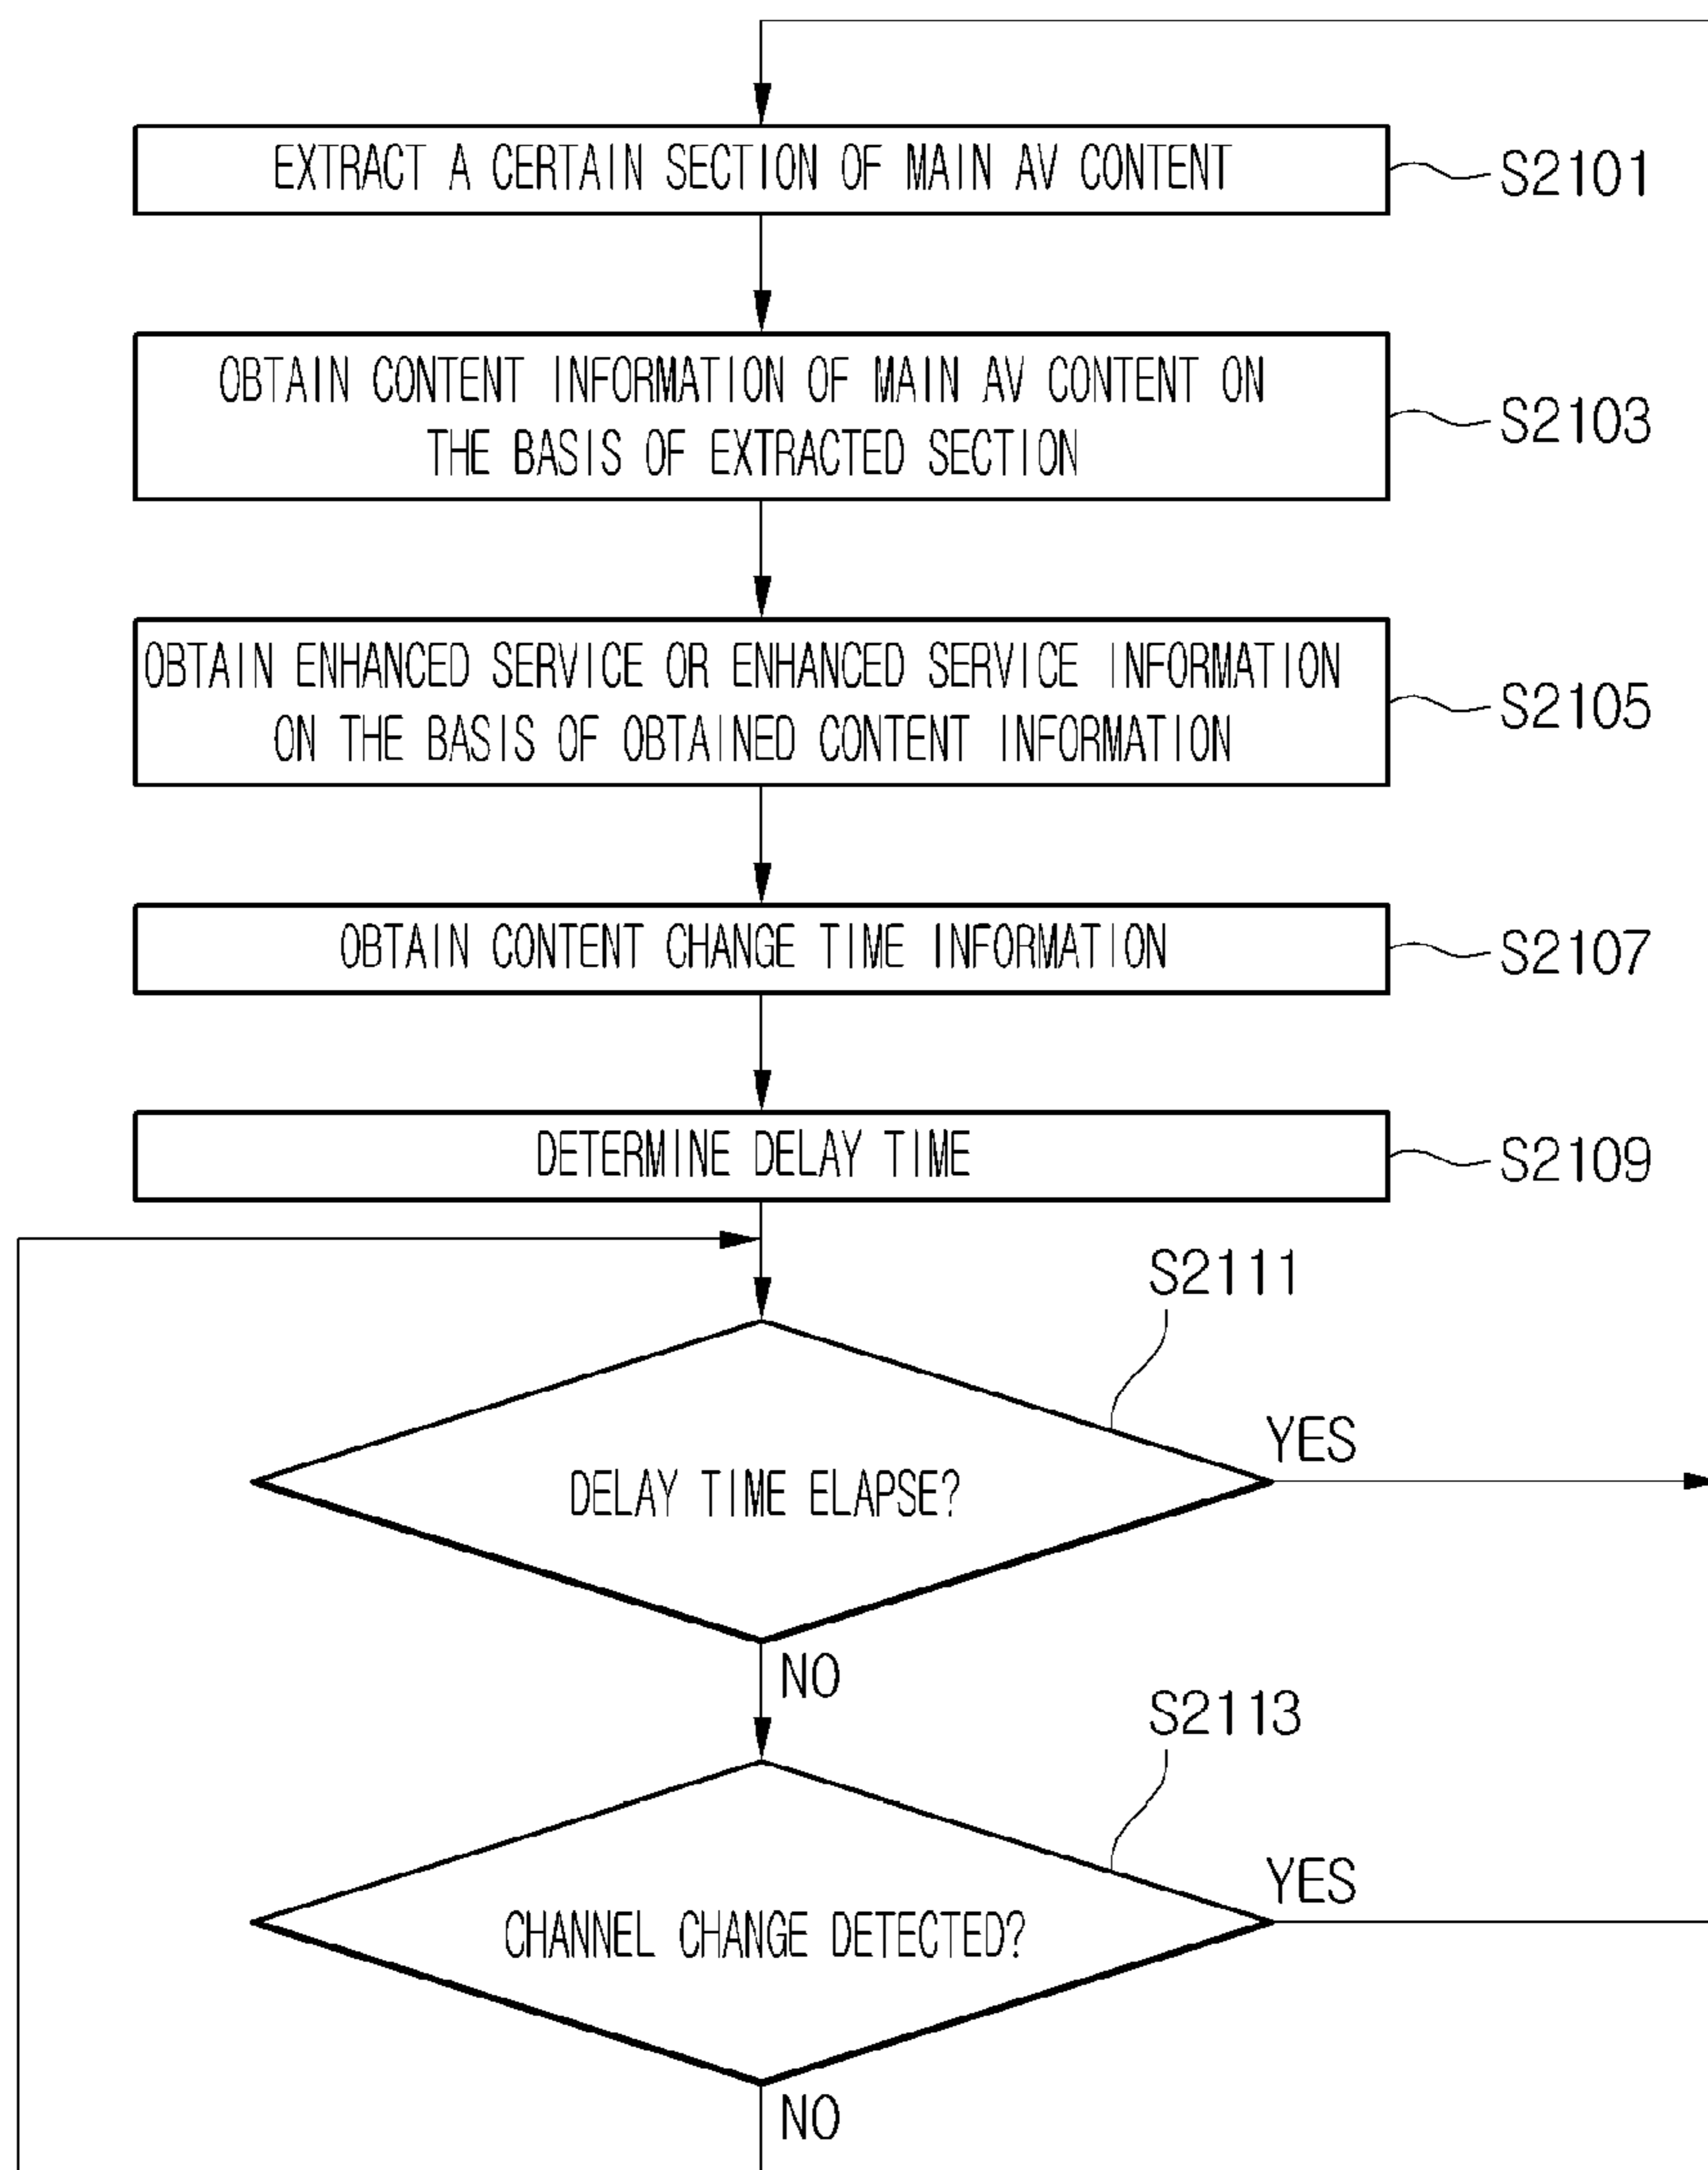 EXTRACT A CERTAIN SECTION OF MAIN AV CONTENT
S2101
OBTAIN CONTENT INFORMATION OF MAIN AV CONTENT ON
THE BASIS OF EXTRACTED SECTION
S2103
OBTAIN ENHANCED SERVICE OR ENHANCED SERVICE INFORMATION
ON THE BASIS OF OBTAINED CONTENT INFORMATION
S2105
OBTAIN CONTENT CHANGE TIME INFORMATION
S2107
DETERMINE DELAY TIME
S2109
S2111
YES
DELAY TIME ELAPSE?
NO
S2113
YES
CHANNEL CHANGE DETECTED?
NO